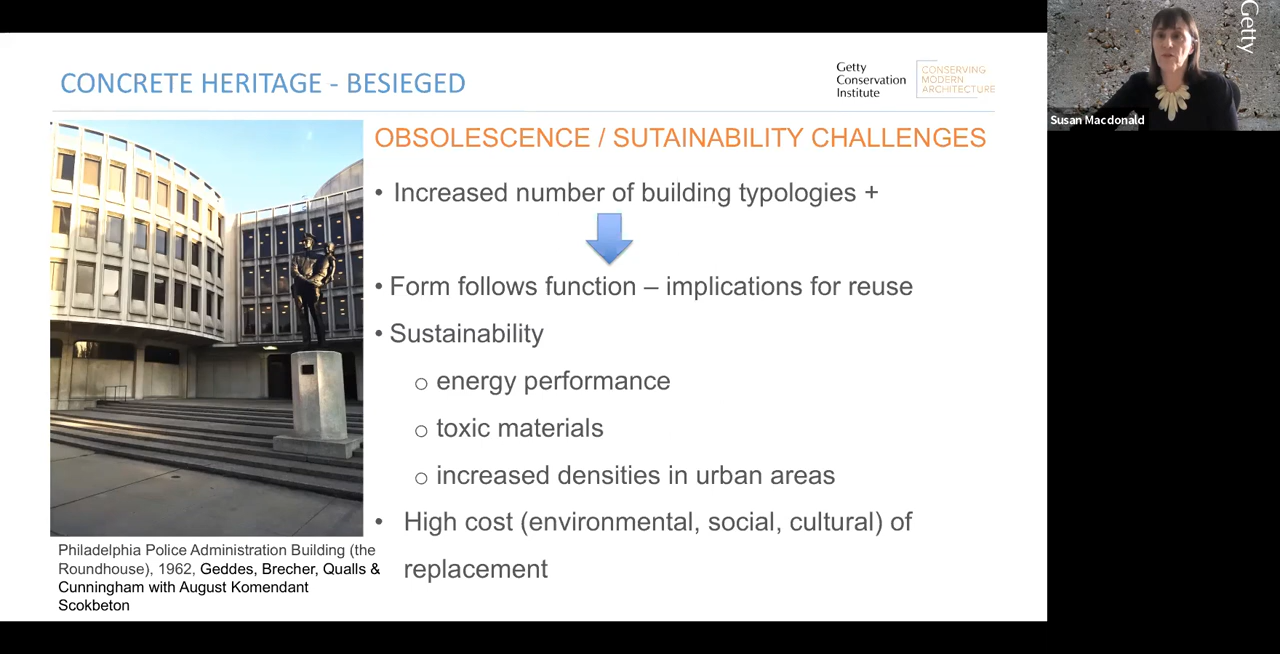 CONCRETE HERITAGE - BESIEGED
Getty
Conservation
Institute
CONSERVING
MODERN
ARCHITECTURE
OBSOLESCENCE / SUTAINABILITY CHALLENGES
• Increased number of building typologies +
• Form follows function – implications for reuse
• Sustainability
o energy performance
o toxic materials
o increased densities in urban areas
• High cost (environmental, social, cultural) of
replacement
Philadelphia Police Administration Building (the
Roundhouse), 1962, Geddes, Brecher, Qualls &
Cunningham with August Komendant
Scokbeton
Getty
Susan Macdonald